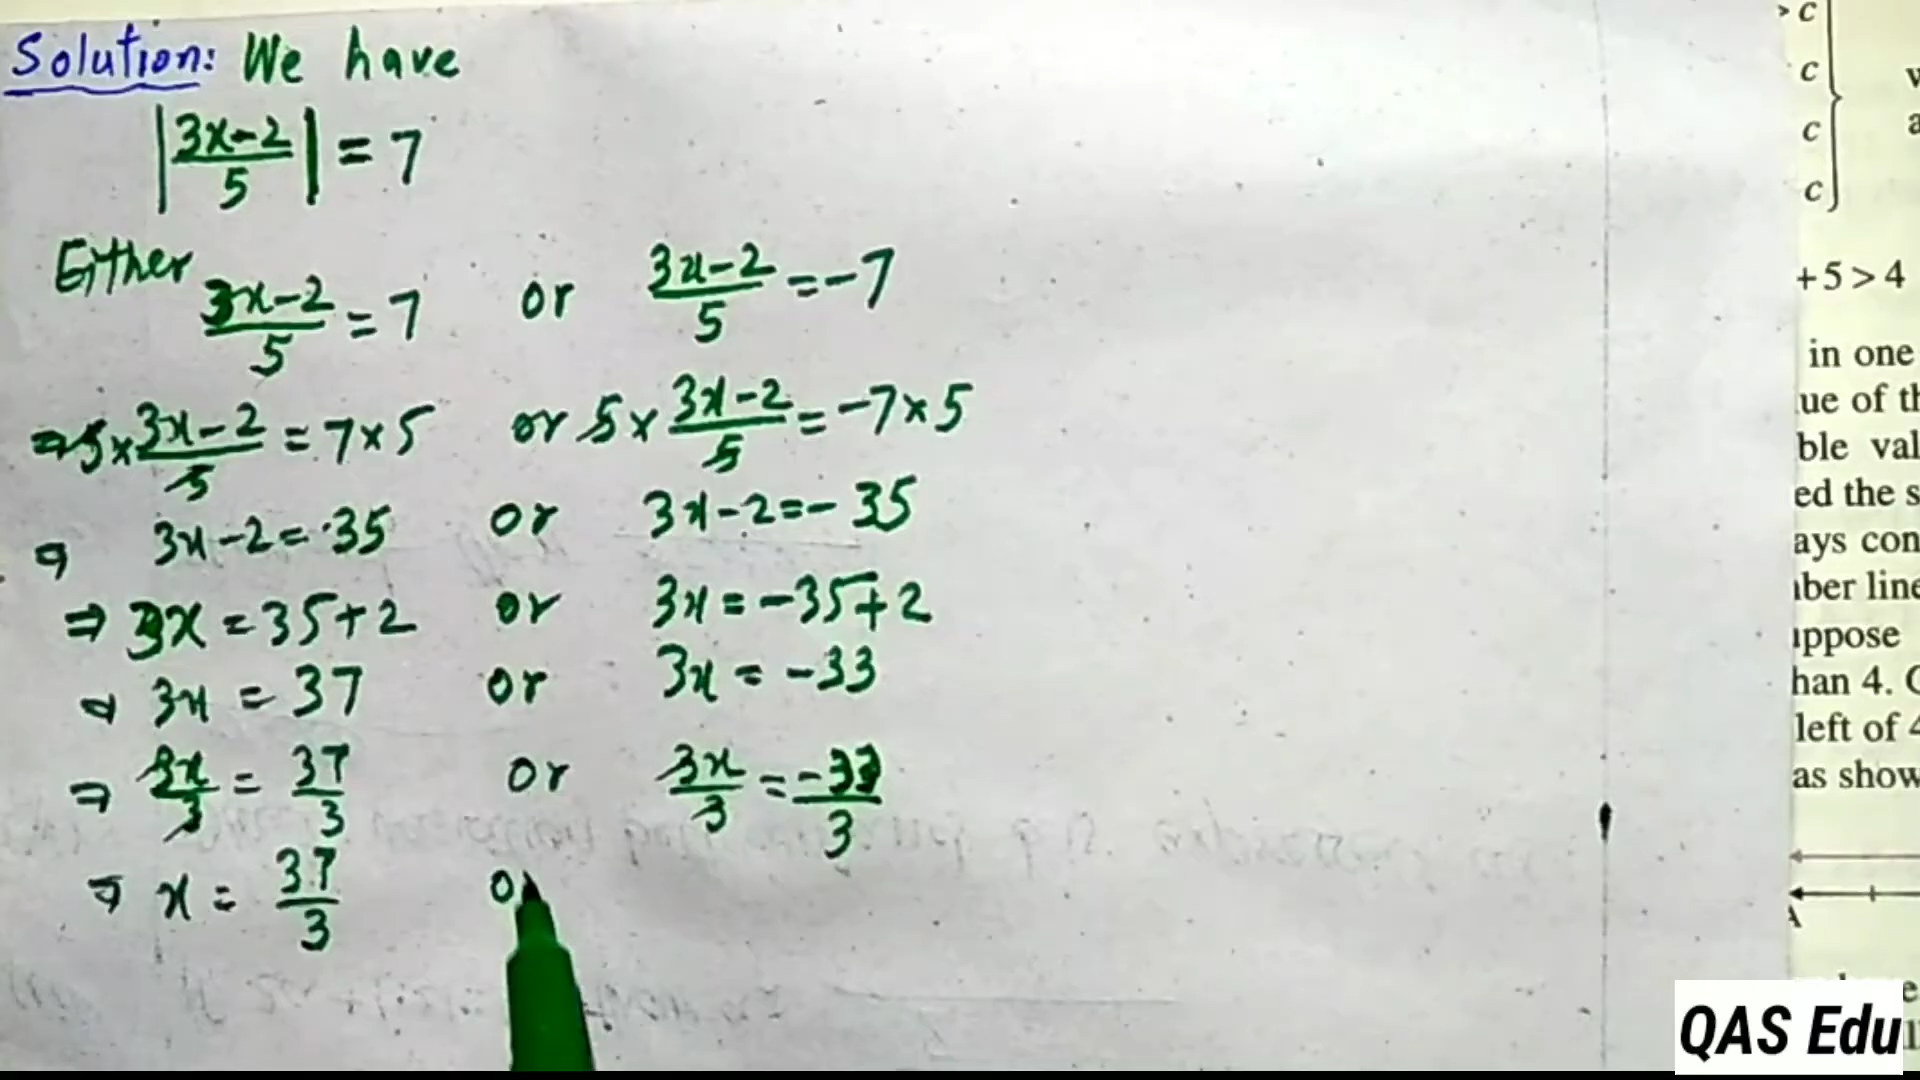 Solution: We have
|3x-2/5| = 7
Either 3x-2/5 = 7 or 3x-2/5 = -7
⇒ 5 × 3x-2/5 = 7×5 or 5 × 3x-2/5 = -7×5
⇒ 3x-2 = 35 or 3x-2 = -35
⇒ 3x = 35+2 or 3x = -35+2
⇒ 3x = 37 or 3x = -33
⇒ 3x/3 = 37/3 or 3x/3 = -33/3
⇒ x = 37/3 o
> c
c
c
c
+5>4
in one
ue of th
ble val
ed the s
ays con
ber line
ppose
han 4.
left of 4
as show
A
QAS Edu